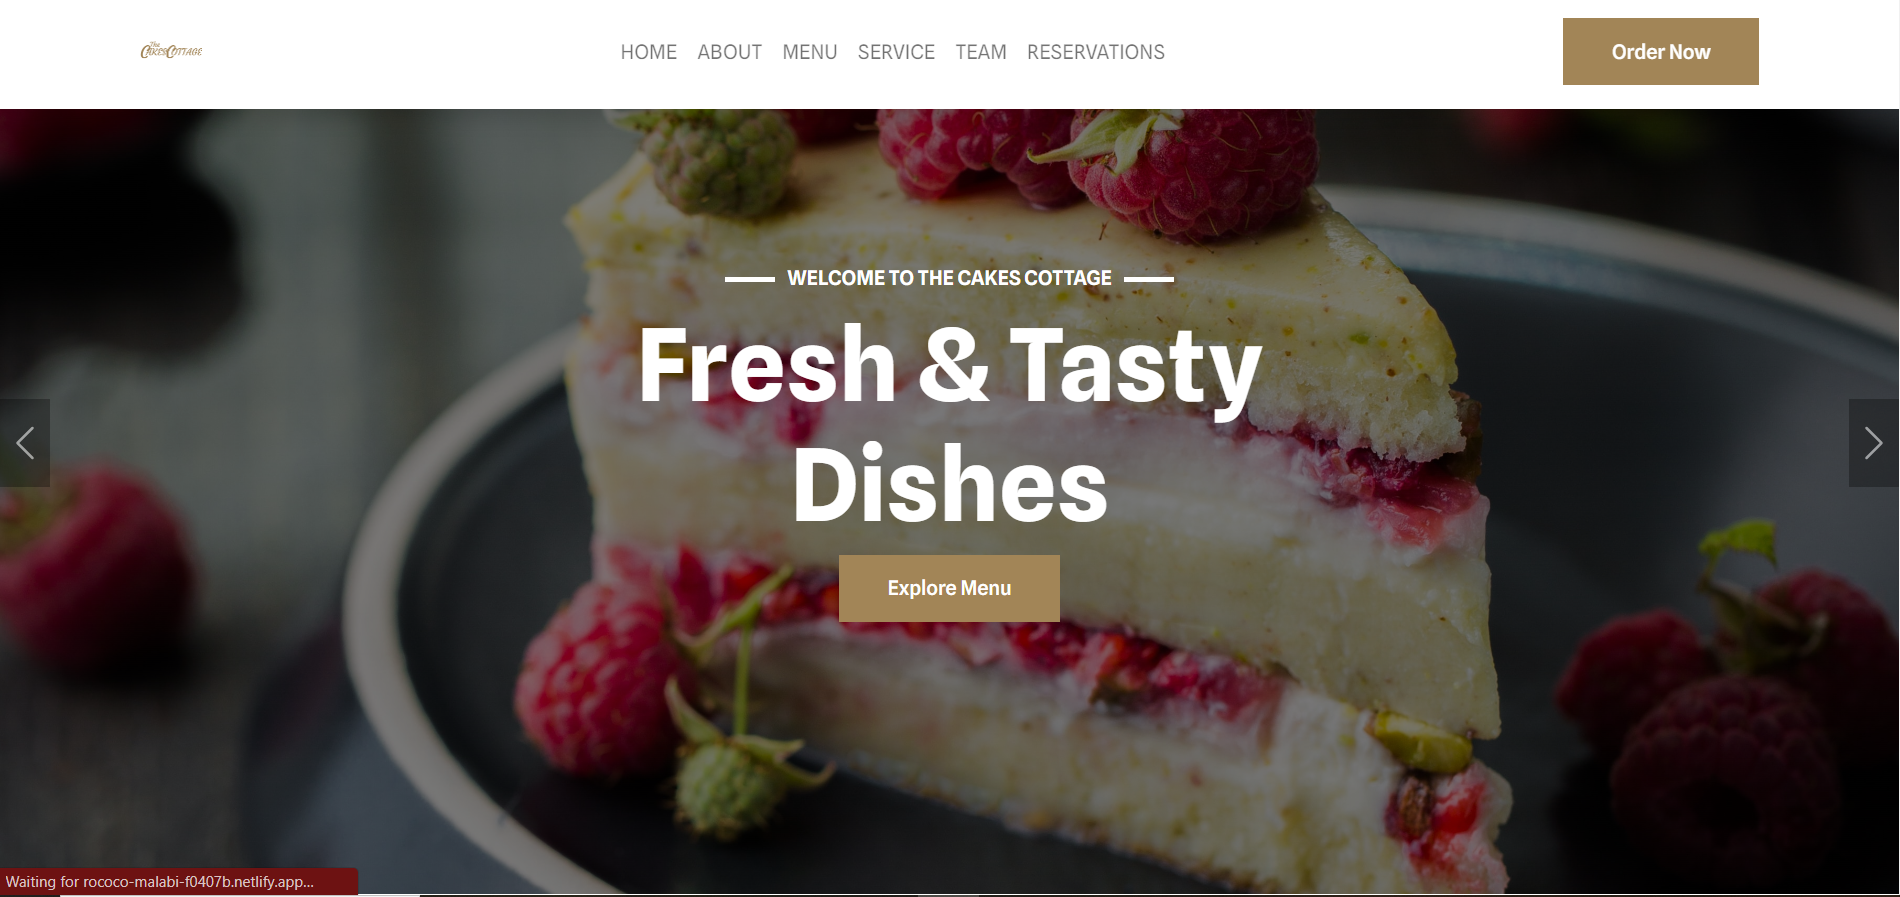 The
CakesCottage
HOME ABOUT MENU SERVICE TEAM RESERVATIONS
Order Now
WELCOME TO THE CAKES COTTAGE
Fresh & Tasty
Dishes
Explore Menu
Waiting for rococo-malabi-f0407b.netlify.app...